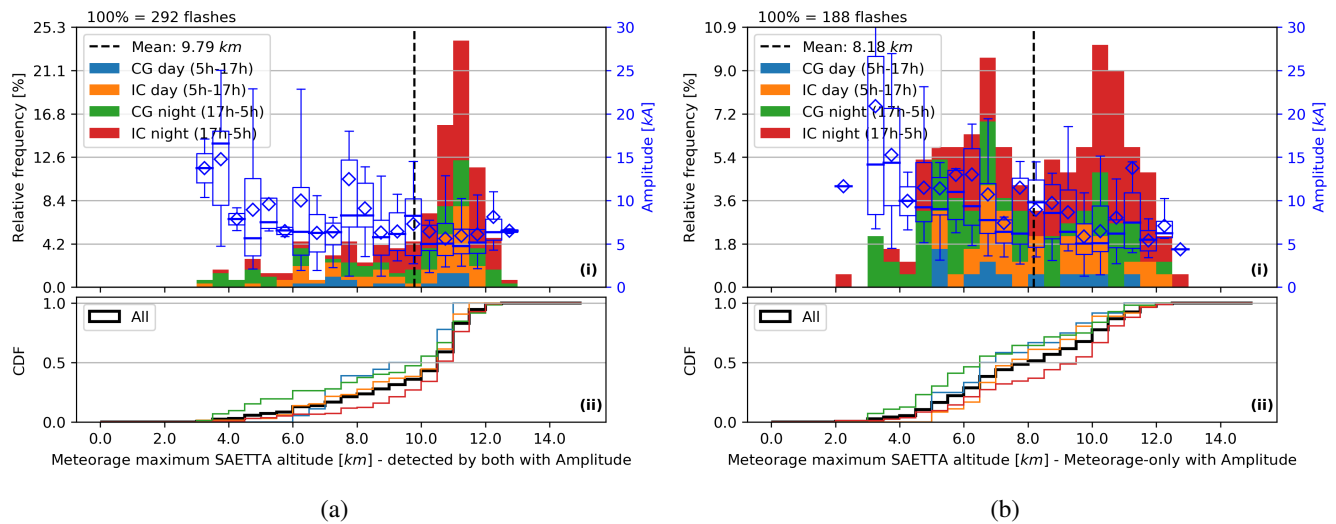 100% = 292 flashes
25.3
21.1
16.8
12.6
8.4
4.2
0.0
Relative frequency [%]
Mean: 9.79 km
CG day (5h-17h)
IC day (5h-17h)
CG night (17h-5h)
IC night (17h-5h)
30
25
20
15
10
5
0
Amplitude [kA]
(i)
1.0
0.5
0.0
CDF
All
(ii)
0.0 2.0 4.0 6.0 8.0 10.0 12.0 14.0
Meteorage maximum SAETTA altitude [km] - detected by both with Amplitude
(a)
100% = 188 flashes
10.9
9.0
7.2
5.4
3.6
1.8
0.0
Relative frequency [%]
Mean: 8.18 km
CG day (5h-17h)
IC day (5h-17h)
CG night (17h-5h)
IC night (17h-5h)
30
25
20
15
10
5
0
Amplitude [kA]
(i)
1.0
0.5
0.0
CDF
All
(ii)
0.0 2.0 4.0 6.0 8.0 10.0 12.0 14.0
Meteorage maximum SAETTA altitude [km] - Meteorage-only with Amplitude
(b)